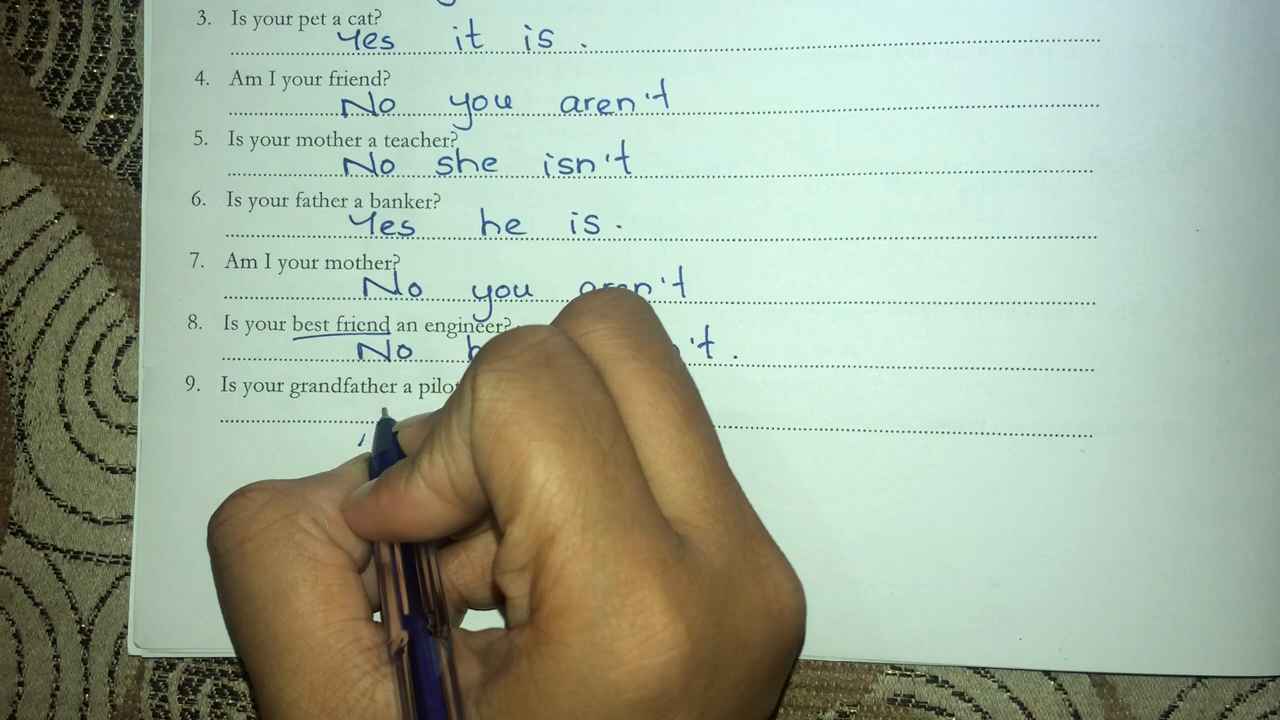 3. Is your pet a cat?
Yes it is.
4. Am I your friend?
No you aren't
5. Is your mother a teacher?
No she isn't
6. Is your father a banker?
Yes he is.
7. Am I your mother?
No you aren't
8. Is your best friend an engineer?
No
9. Is your grandfather a